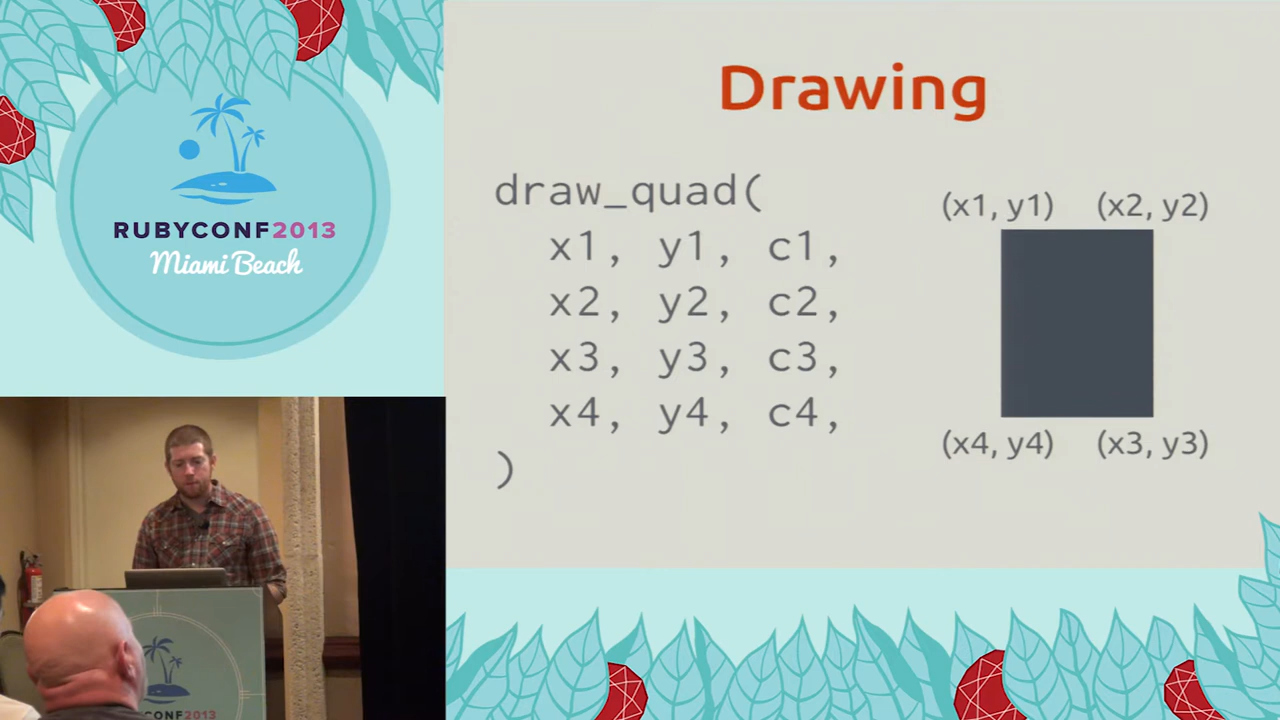 RUBYCONF2013
Miami Beach
Drawing
draw_quad(
x1, y1, c1,
x2, y2, c2,
x3, y3, c3,
x4, y4, c4,
)
(x1, y1) (x2, y2)
(x4, y4) (x3, y3)
2013